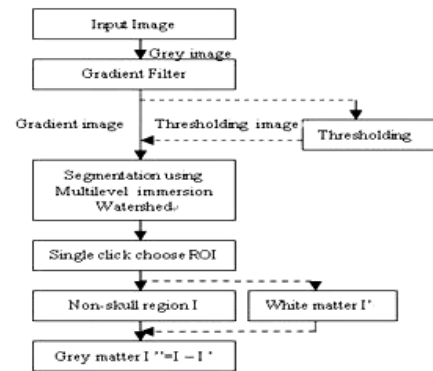 Input Image
Grey image
Gradient Filter
Gradient image
Thresholding image
Thresholding
Segmentation using
Multilevel immersion
Watershed
Single click choose ROI
Non-skull region I
White matter I'
Grey matter I ''=I – I '